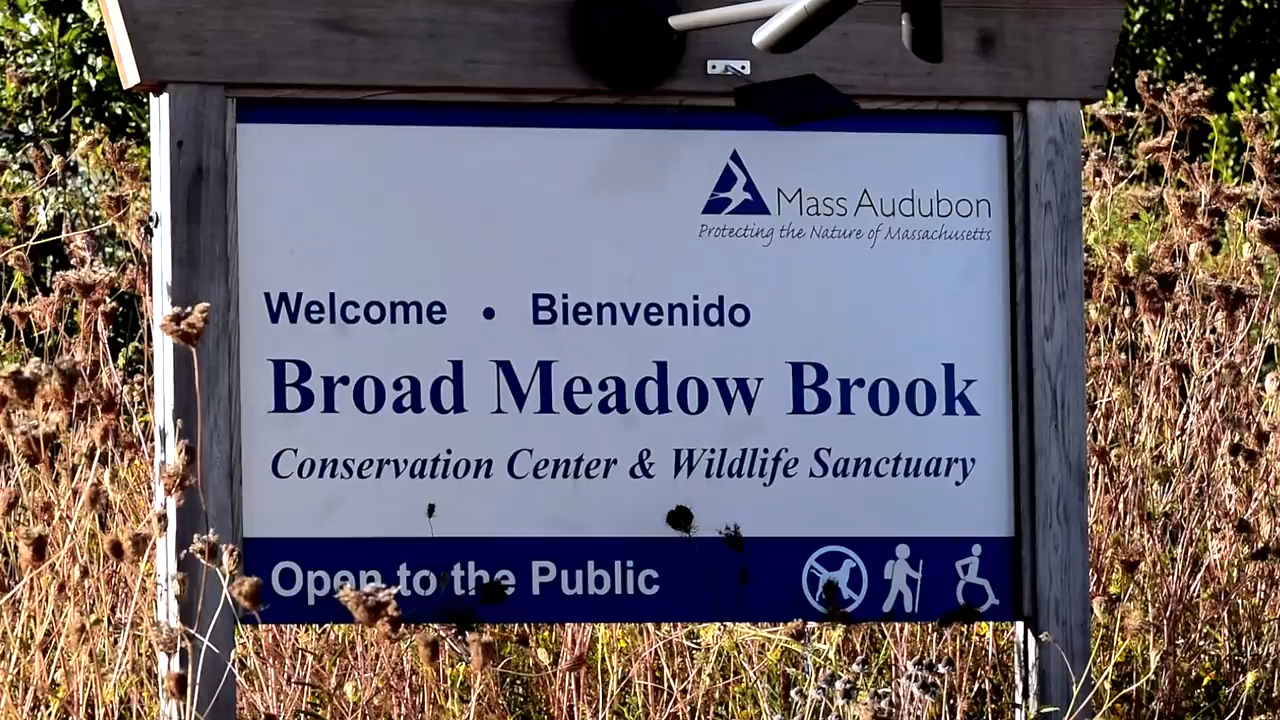 Mass Audubon
Protecting the Nature of Massachusetts
Welcome • Bienvenido
Broad Meadow Brook
Conservation Center & Wildlife Sanctuary
Open to the Public